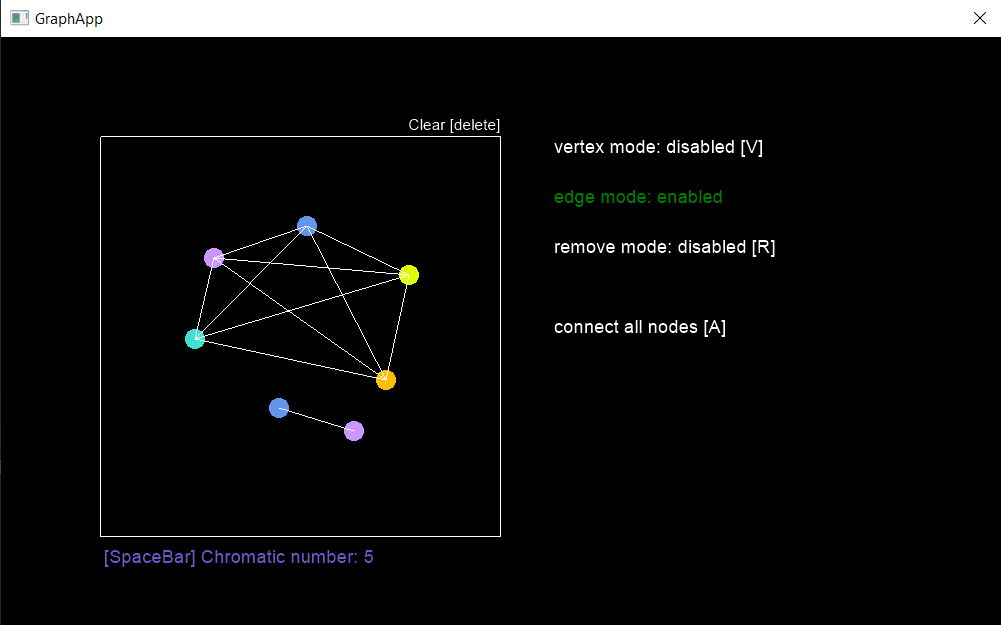 GraphApp
Clear [delete]
vertex mode: disabled [V]
edge mode: enabled
remove mode: disabled [R]
connect all nodes [A]
[SpaceBar] Chromatic number: 5